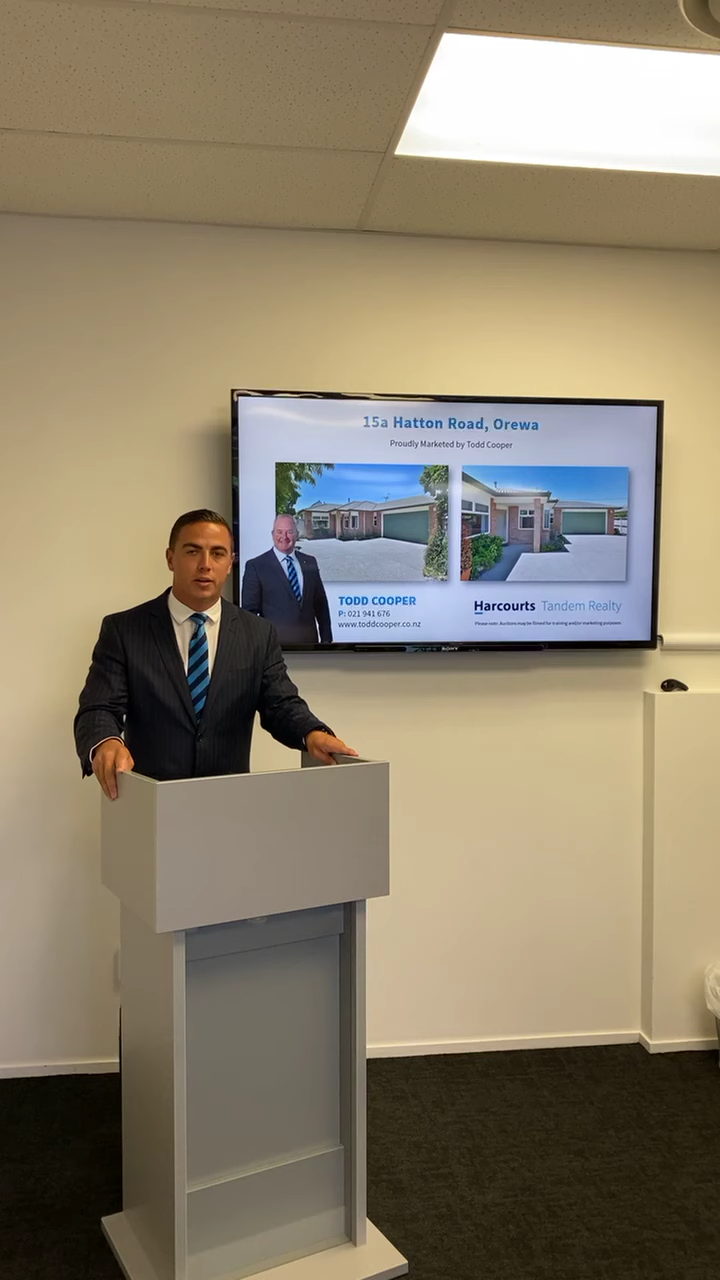 15a Hatton Road, Orewa
Proudly Marketed by Todd Cooper
TODD COOPER
P: 021 941 676
www.toddcooper.co.nz
Harcourts Tandem Realty
Please note: Auctions may be filmed for training and/or marketing purposes
SONY